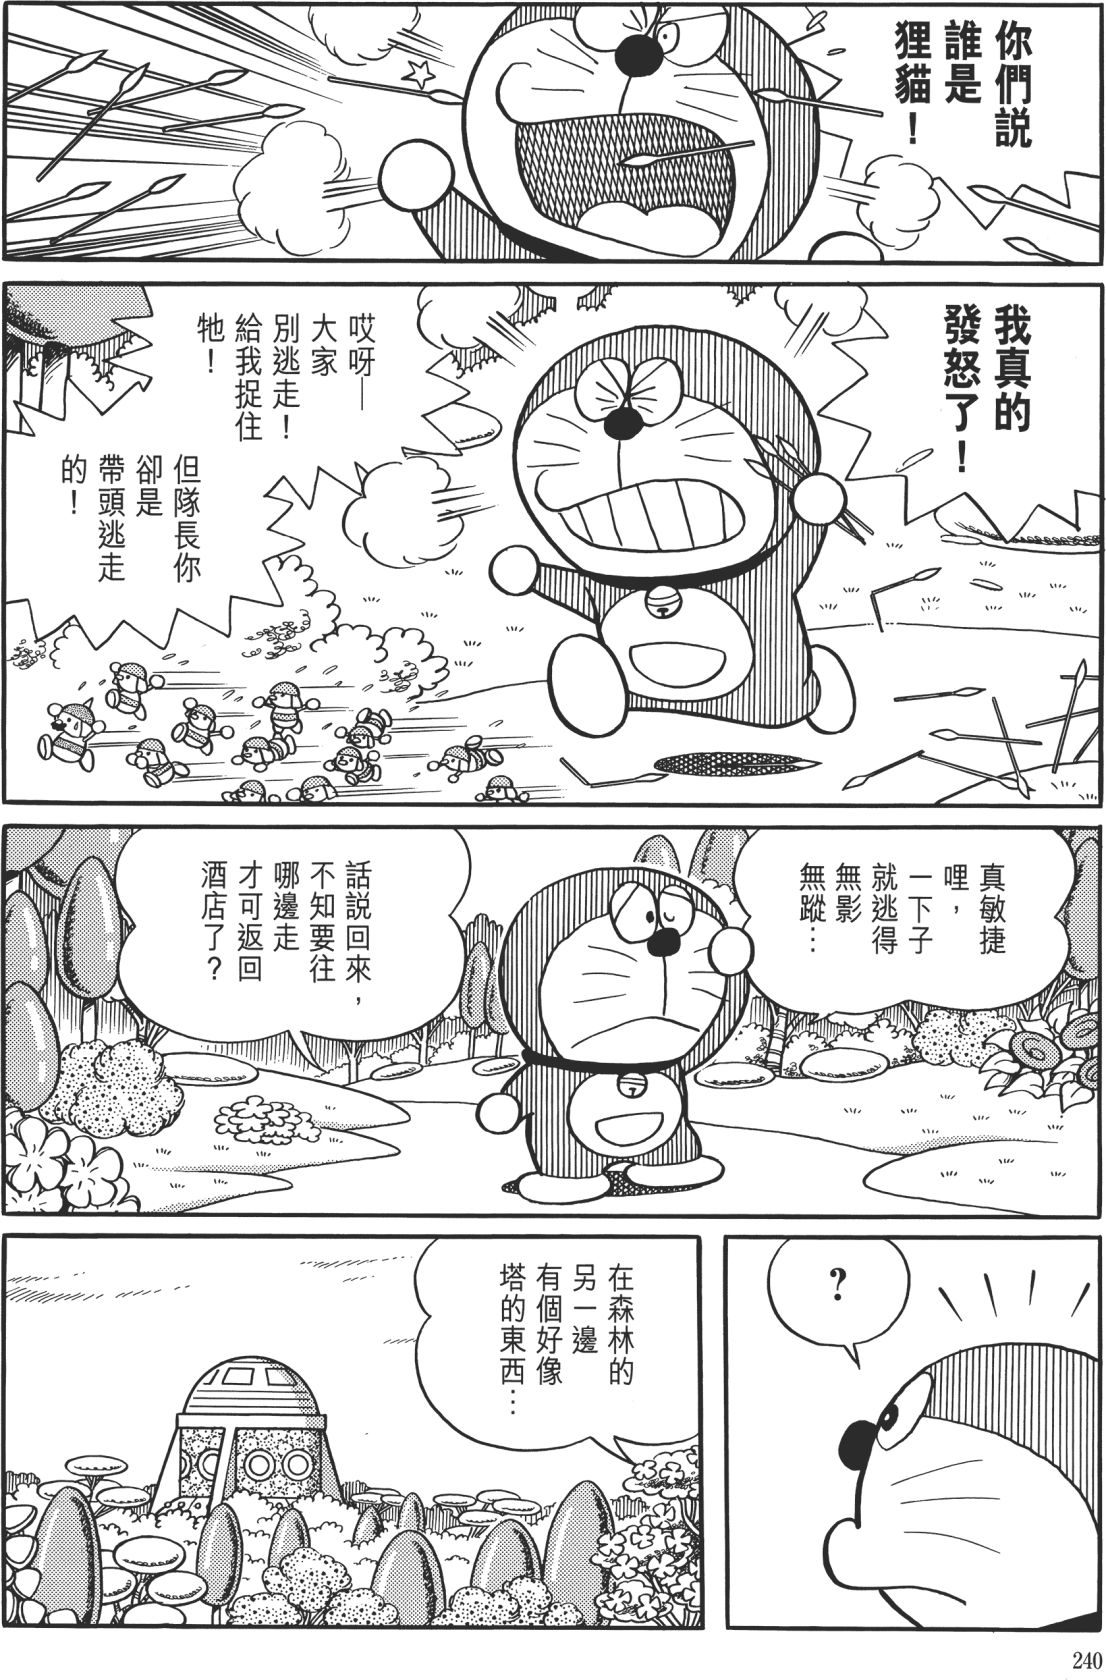 你們說
誰是
狸貓！
我真的
發怒了！
哎呀—
大家
別逃走！
給我捉住
牠！
但隊長你
卻是
帶頭逃走
的！
真敏捷
哩，
一下子
就逃得
無影
無蹤…
話說回來，
不知要往
哪邊走
才可返回
酒店了？
？
在森林的
另一邊
有個好像
塔的東西…
240